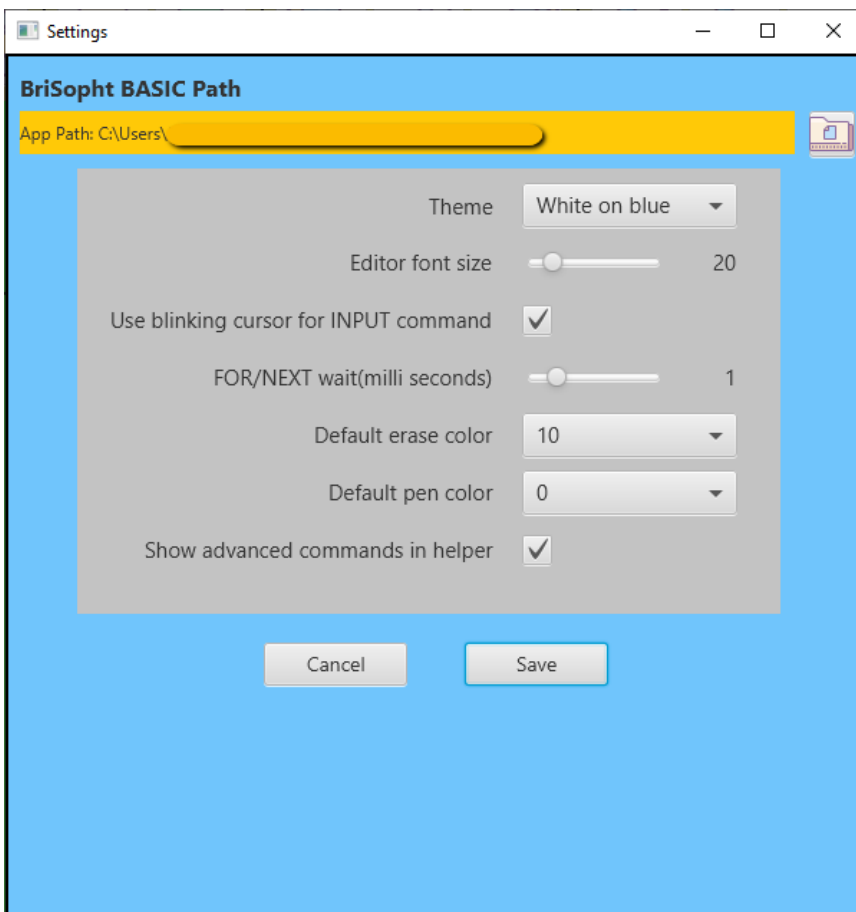 Settings
BriSopht BASIC Path
App Path: C:\Users\
Theme White on blue
Editor font size 20
Use blinking cursor for INPUT command
FOR/NEXT wait(milli seconds) 1
Default erase color 10
Default pen color 0
Show advanced commands in helper
Cancel Save